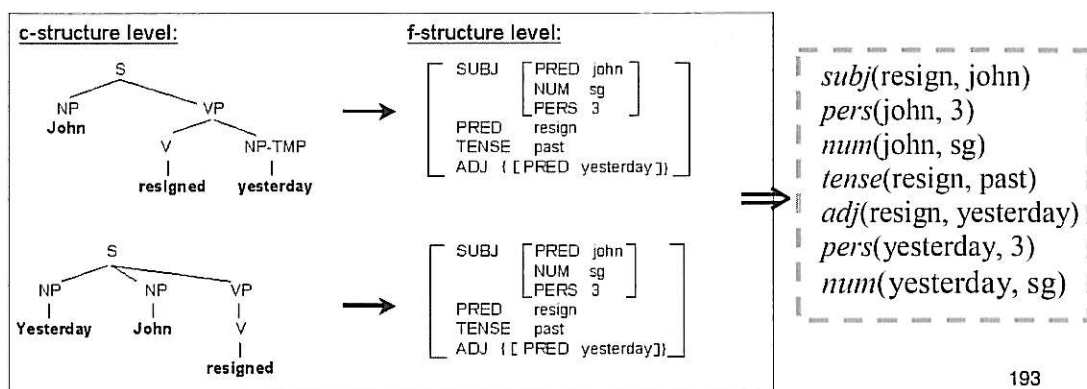 c-structure level:
S
NP VP
John
V NP-TMP
resigned yesterday
S
NP NP VP
Yesterday John V
resigned
f-structure level:
SUBJ [PRED john
NUM sg
PERS 3]
PRED resign
TENSE past
ADJ {[PRED yesterday]}
SUBJ [PRED john
NUM sg
PERS 3]
PRED resign
TENSE past
ADJ {[PRED yesterday]}
subj(resign, john)
pers(john, 3)
num(john, sg)
tense(resign, past)
adj(resign, yesterday)
pers(yesterday, 3)
num(yesterday, sg)
193